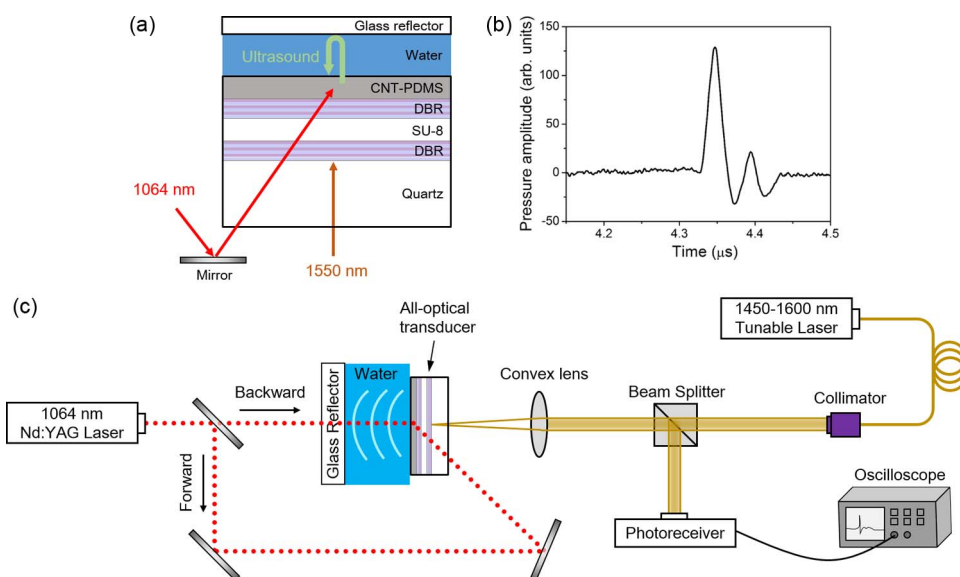 (a)
Glass reflector
Ultrasound
Water
CNT-PDMS
DBR
SU-8
DBR
Quartz
1064 nm
Mirror
1550 nm
(b)
Pressure amplitude (arb. units)
150
100
50
0
-50
4.2
4.3
4.4
4.5
Time (μs)
(c)
1064 nm
Nd:YAG Laser
Backward
Forward
Glass Reflector
Water
All-optical
transducer
Convex lens
Beam Splitter
1450-1600 nm
Tunable Laser
Collimator
Photoreceiver
Oscilloscope